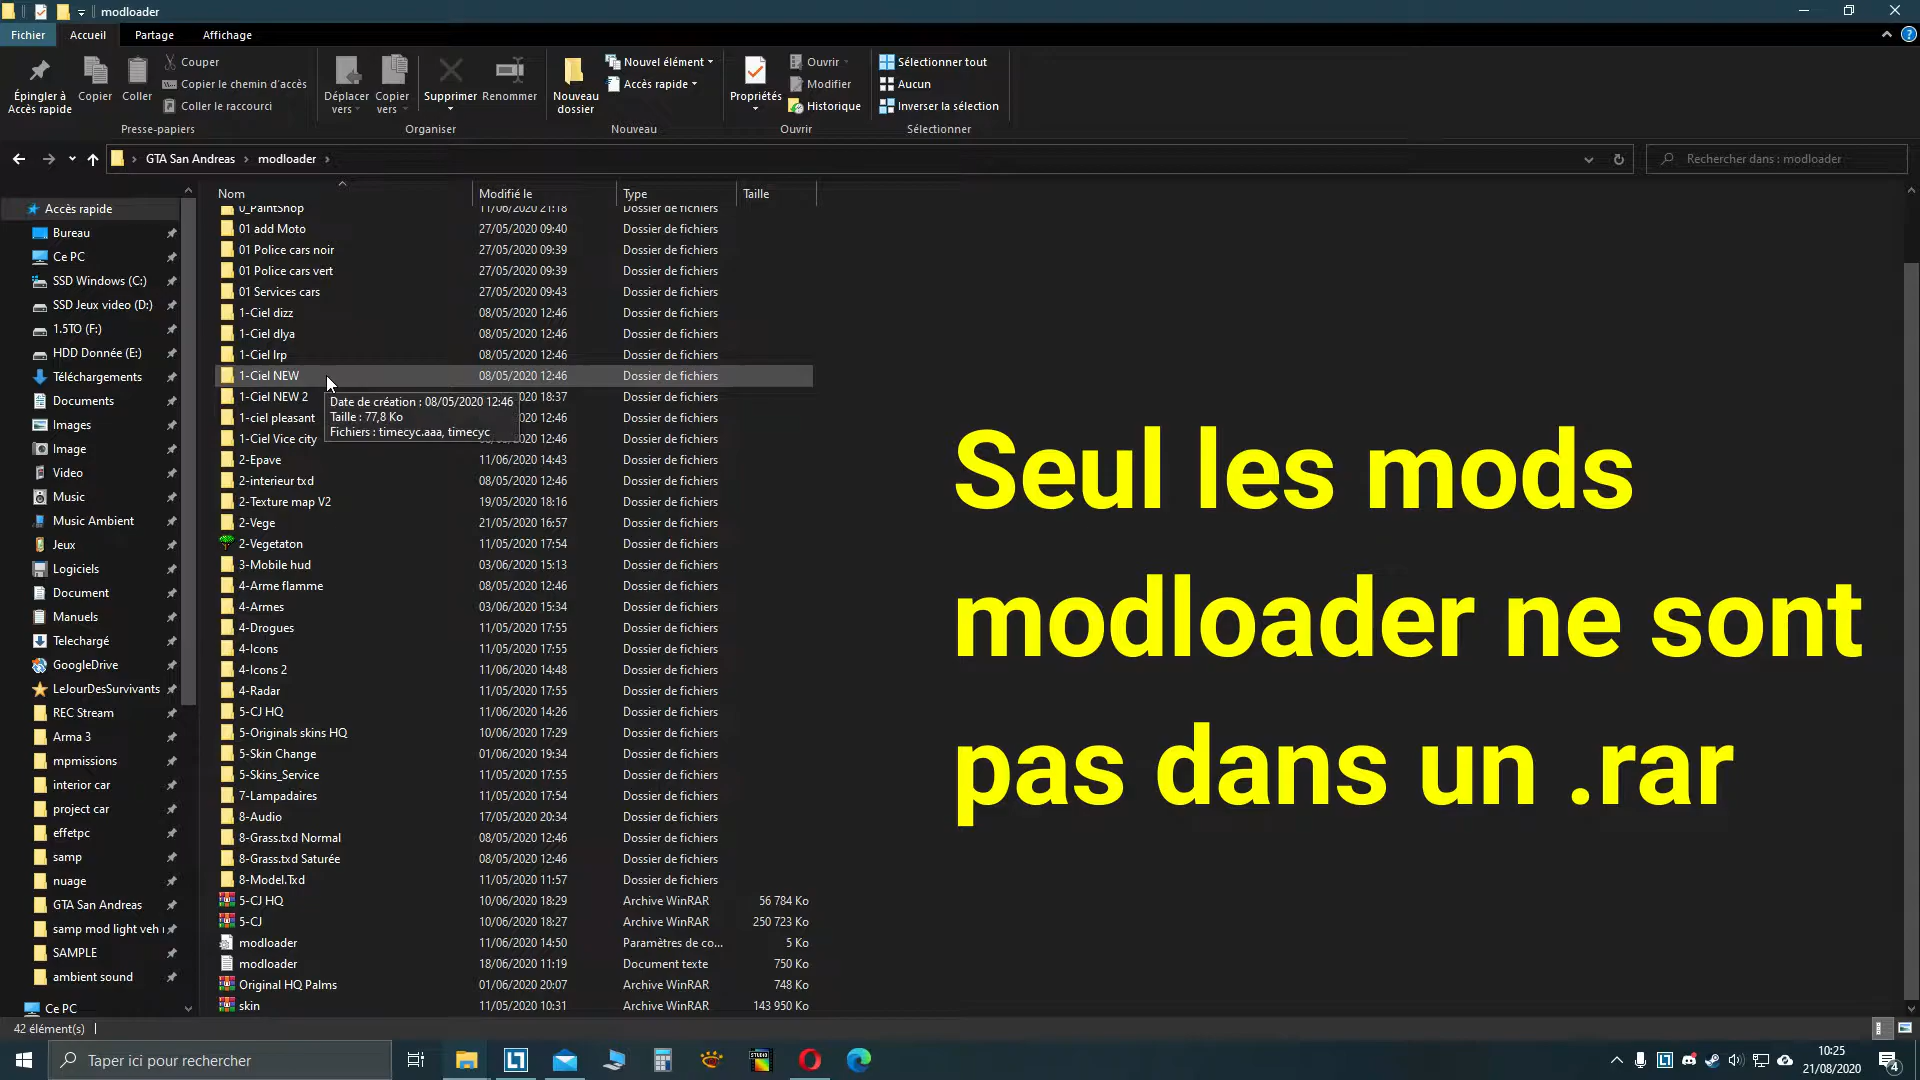 modloader
Fichier Accueil Partage Affichage
Épingler à Accès rapide
Copier
Coller
Couper
Copier le chemin d'accès
Coller le raccourci
Presse-papiers
Déplacer vers
Copier vers
Supprimer
Renommer
Organiser
Nouveau dossier
Nouvel élément
Accès rapide
Nouveau
Propriétés
Ouvrir
Modifier
Historique
Ouvrir
Sélectionner tout
Aucun
Inverser la sélection
Sélectionner
GTA San Andreas > modloader >
Rechercher dans : modloader
Accès rapide
Bureau
Ce PC
SSD Windows (C:)
SSD Jeux video (D:)
1.5TO (F:)
HDD Donnée (E:)
Téléchargements
Documents
Images
Image
Video
Music
Music Ambient
Jeux
Logiciels
Document
Manuels
Telechargé
GoogleDrive
LeJourDesSurvivants
REC Stream
Arma 3
mpmissions
interior car
project car
effetpc
samp
nuage
GTA San Andreas
samp mod light veh
SAMPLE
ambient sound
Ce PC
Nom Modifié le Type Taille
0_PaintShop 11/06/2020 21:18 Dossier de fichiers
01 add Moto 27/05/2020 09:40 Dossier de fichiers
01 Police cars noir 27/05/2020 09:39 Dossier de fichiers
01 Police cars vert 27/05/2020 09:39 Dossier de fichiers
01 Services cars 27/05/2020 09:43 Dossier de fichiers
1-Ciel dizz 08/05/2020 12:46 Dossier de fichiers
1-Ciel dlya 08/05/2020 12:46 Dossier de fichiers
1-Ciel lrp 08/05/2020 12:46 Dossier de fichiers
1-Ciel NEW 08/05/2020 12:46 Dossier de fichiers
1-Ciel NEW 2 2020 18:37 Dossier de fichiers
1-ciel pleasant 2020 12:46 Dossier de fichiers
1-Ciel Vice city 2020 12:46 Dossier de fichiers
Date de création : 08/05/2020 12:46
Taille : 77,8 Ko
Fichiers : timecyc.aaa, timecyc
2-Epave 11/06/2020 14:43 Dossier de fichiers
2-interieur txd 08/05/2020 12:46 Dossier de fichiers
2-Texture map V2 19/05/2020 18:16 Dossier de fichiers
2-Vege 21/05/2020 16:57 Dossier de fichiers
2-Vegetaton 11/05/2020 17:54 Dossier de fichiers
3-Mobile hud 03/06/2020 15:13 Dossier de fichiers
4-Arme flamme 08/05/2020 12:46 Dossier de fichiers
4-Armes 03/06/2020 15:34 Dossier de fichiers
4-Drogues 11/05/2020 17:55 Dossier de fichiers
4-Icons 11/05/2020 17:55 Dossier de fichiers
4-Icons 2 11/06/2020 14:48 Dossier de fichiers
4-Radar 11/05/2020 17:55 Dossier de fichiers
5-CJ HQ 11/06/2020 14:26 Dossier de fichiers
5-Originals skins HQ 10/06/2020 17:29 Dossier de fichiers
5-Skin Change 01/06/2020 19:34 Dossier de fichiers
5-Skins_Service 11/05/2020 17:55 Dossier de fichiers
7-Lampadaires 11/05/2020 17:54 Dossier de fichiers
8-Audio 17/05/2020 20:34 Dossier de fichiers
8-Grass.txd Normal 08/05/2020 12:46 Dossier de fichiers
8-Grass.txd Saturée 08/05/2020 12:46 Dossier de fichiers
8-Model.Txd 11/05/2020 11:57 Dossier de fichiers
5-CJ HQ 10/06/2020 18:29 Archive WinRAR 56 784 Ko
5-CJ 10/06/2020 18:27 Archive WinRAR 250 723 Ko
modloader 11/06/2020 14:50 Paramètres de co... 5 Ko
modloader 18/06/2020 11:19 Document texte 750 Ko
Original HQ Palms 01/06/2020 20:07 Archive WinRAR 748 Ko
skin 11/05/2020 10:31 Archive WinRAR 143 950 Ko
Seul les mods
modloader ne sont
pas dans un .rar
42 élément(s)
Taper ici pour rechercher
STUDIO
10:25
21/08/2020
4